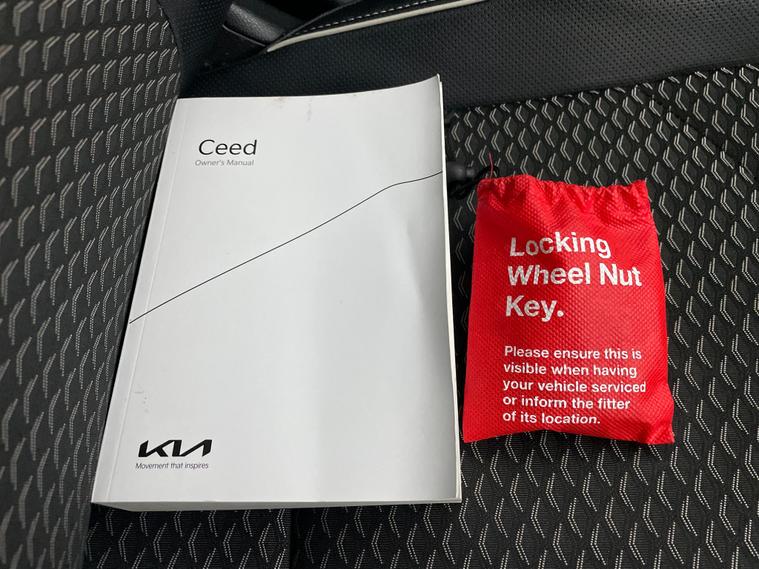 Ceed
Owner's Manual
KIA
Movement that inspires
Locking
Wheel Nut
Key.
Please ensure this is
visible when having
your vehicle serviced
or inform the fitter
of its location.